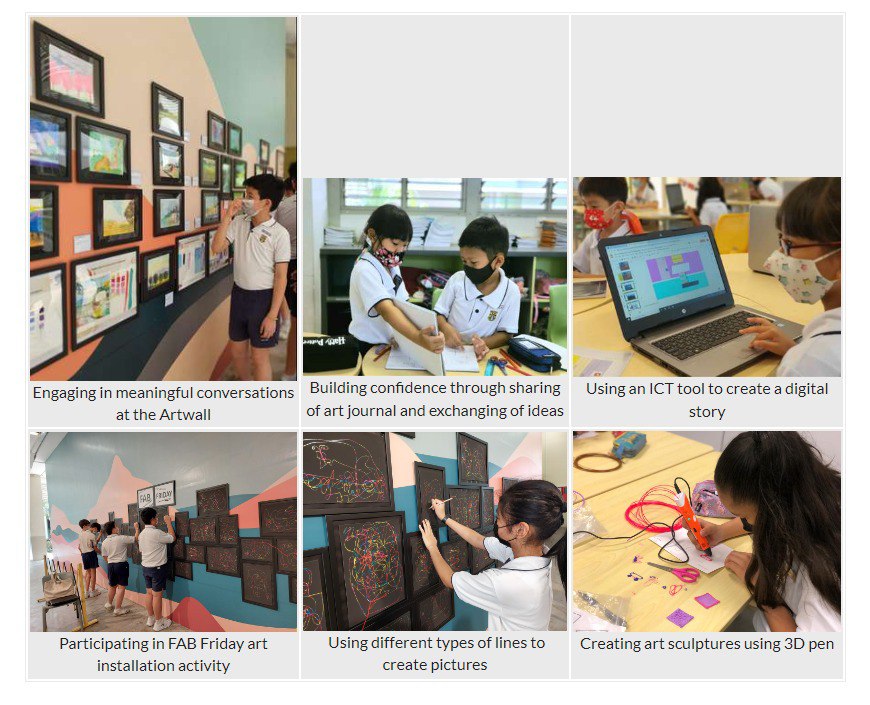 Engaging in meaningful conversations
at the Artwall
Building confidence through sharing
of art journal and exchanging of ideas
Using an ICT tool to create a digital
story
FAB
FRIDAY
Participating in FAB Friday art
installation activity
Using different types of lines to
create pictures
Creating art sculptures using 3D pen